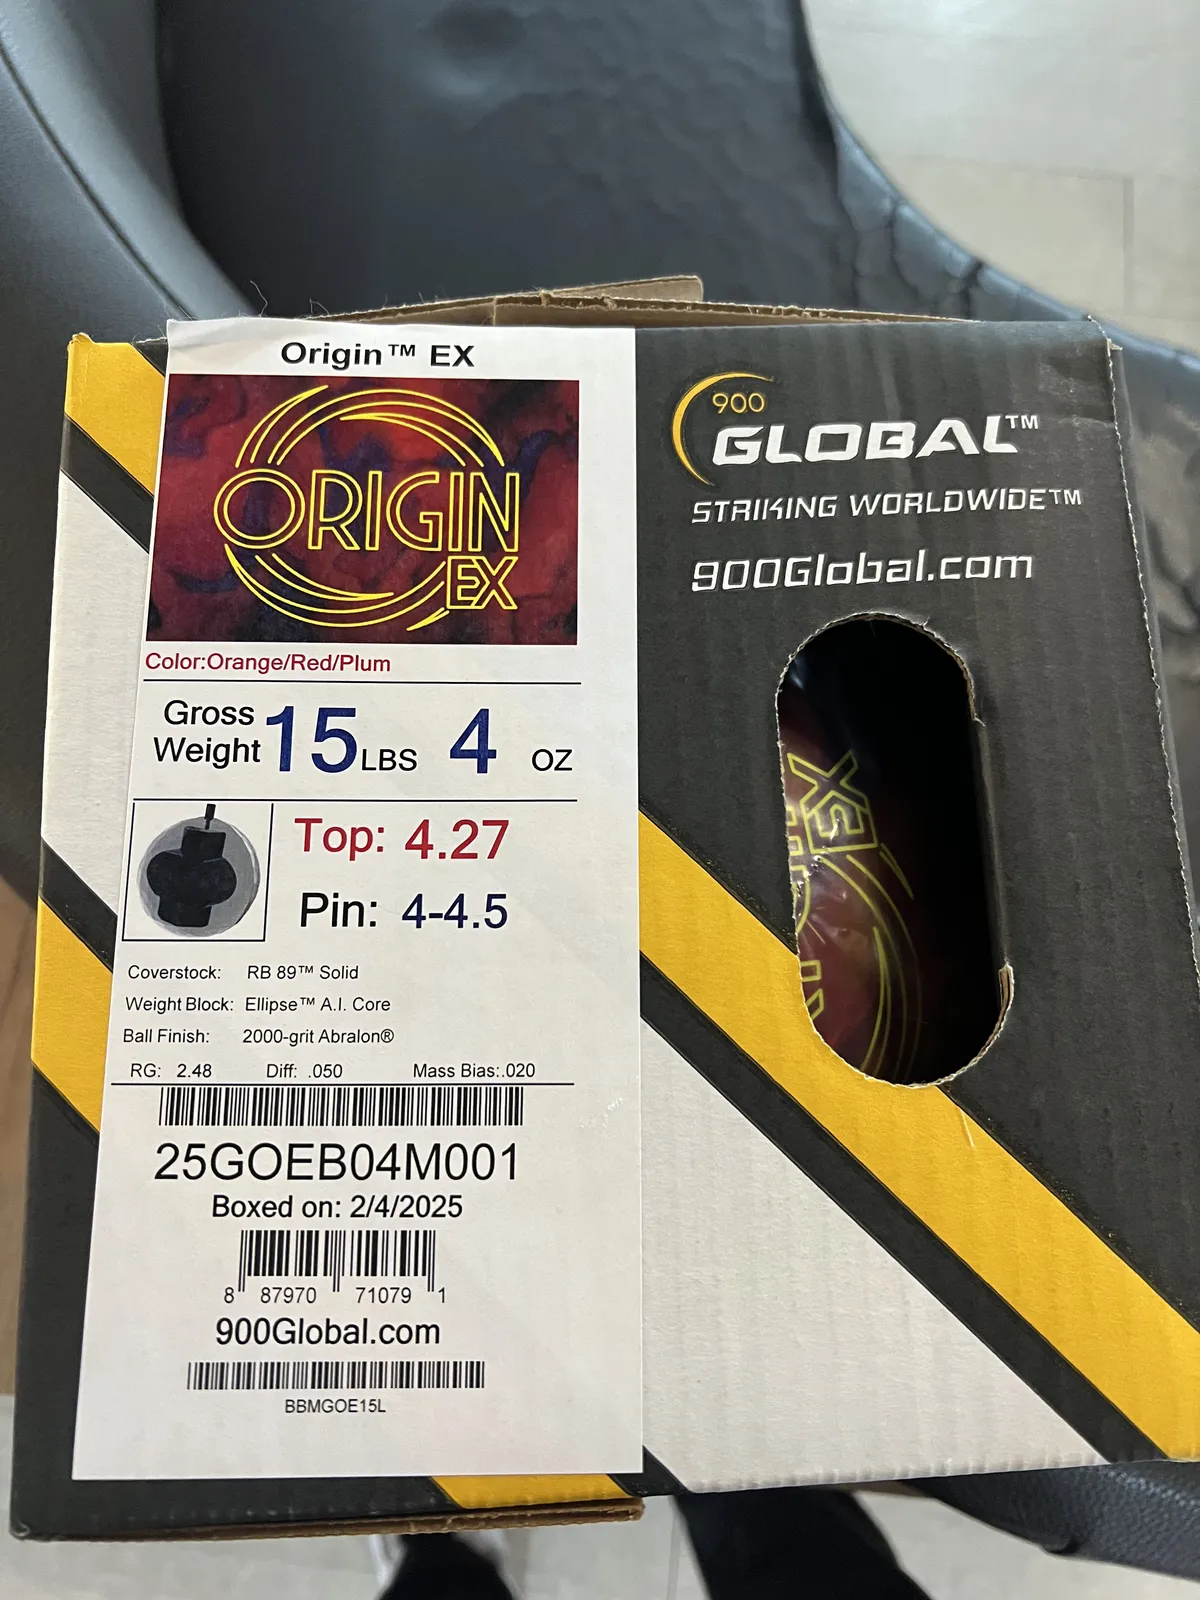 Origin™ EX
ORIGIN
EX
Color:Orange/Red/Plum
Gross Weight 15 LBS 4 OZ
Top: 4.27
Pin: 4-4.5
Coverstock: RB 89™ Solid
Weight Block: Ellipse™ A.I. Core
Ball Finish: 2000-grit Abralon®
RG: 2.48 Diff: .050 Mass Bias:.020
25GOEB04M001
Boxed on: 2/4/2025
8 87970 71079 1
900Global.com
BBMGOE15L
900
GLOBAL™
STRIKING WORLDWIDE™
900Global.com
EX